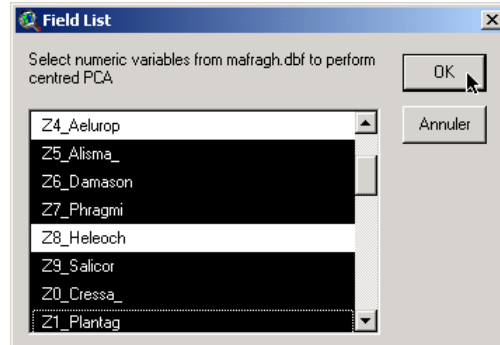 Field List
Select numeric variables from mafragh.dbf to perform
centred PCA
OK
Annuler
Z4_Aelurop
Z5_Alisma_
Z6_Damason
Z7_Phragmi
Z8_Heleoch
Z9_Salicor
Z0_Cressa_
Z1_Plantag